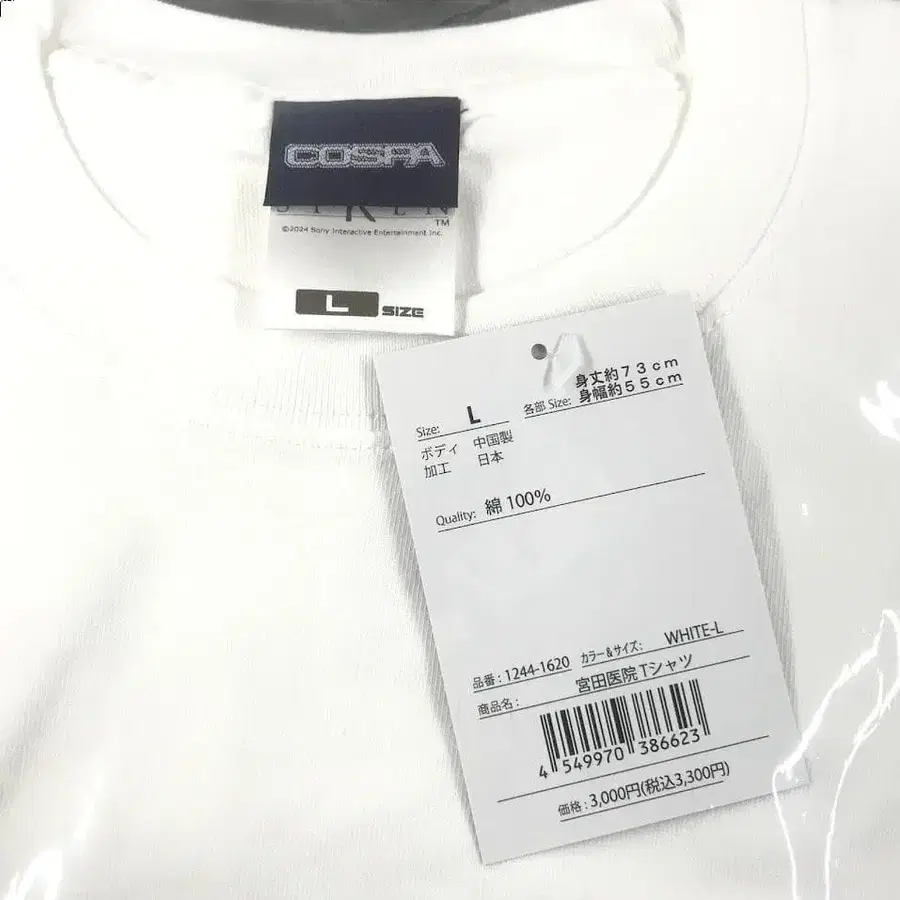 COSPA
SIREN
™
©2024 Sony Interactive Entertainment Inc.
L SIZE
Size: L 各部 Size: 身丈約73cm
身幅約55cm
ボディ 中国製
加工 日本
Quality: 綿 100%
品番：1244-1620 カラー＆サイズ： WHITE-L
商品名： 宮田医院Tシャツ
4 549970 386623
価格：3,000円(税込3,300円)